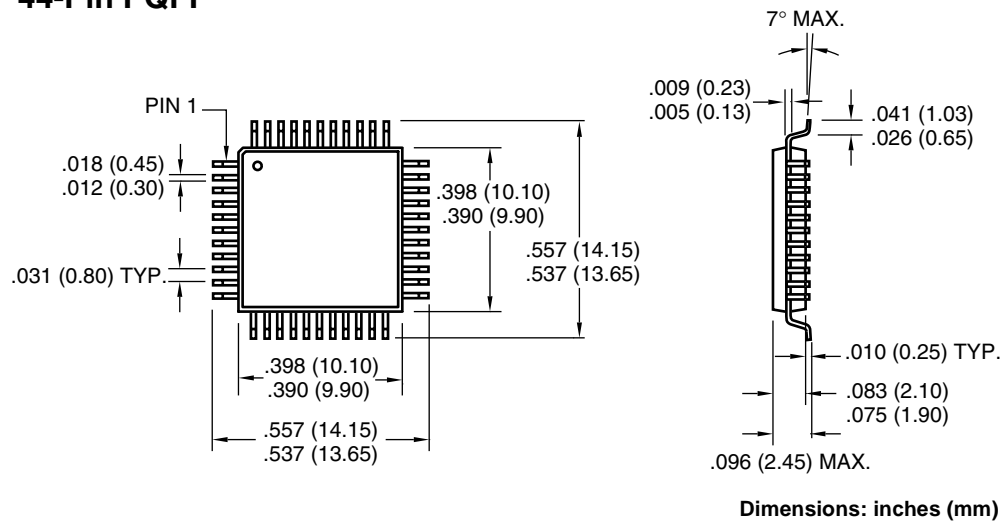 44-Pin PQFP
7° MAX.
PIN 1
.009 (0.23)
.005 (0.13)
.041 (1.03)
.026 (0.65)
.018 (0.45)
.012 (0.30)
.398 (10.10)
.390 (9.90)
.557 (14.15)
.537 (13.65)
.031 (0.80) TYP.
.010 (0.25) TYP.
.398 (10.10)
.390 (9.90)
.083 (2.10)
.075 (1.90)
.557 (14.15)
.537 (13.65)
.096 (2.45) MAX.
Dimensions: inches (mm)